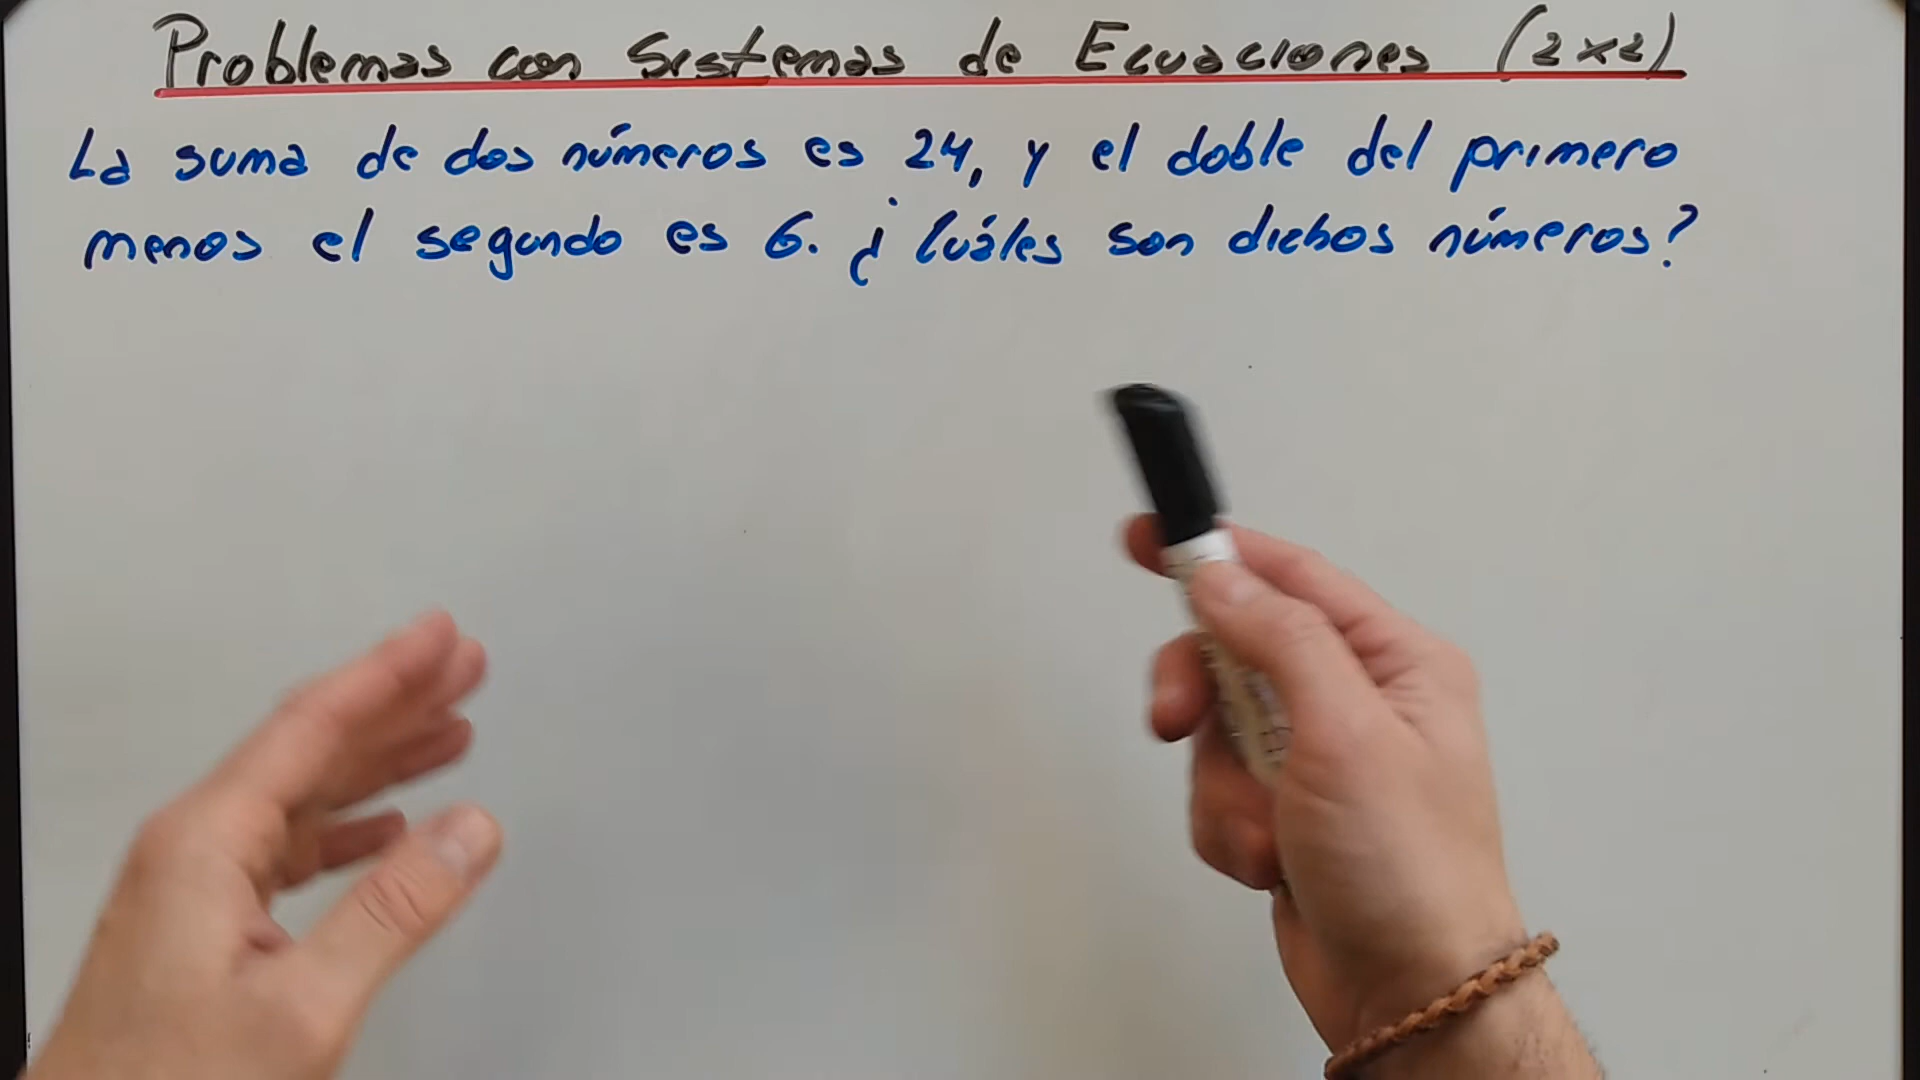 Problemas con Sistemas de Ecuaciones (2x2)
La suma de dos números es 24, y el doble del primero
menos el segundo es 6. ¿Cuáles son dichos números?